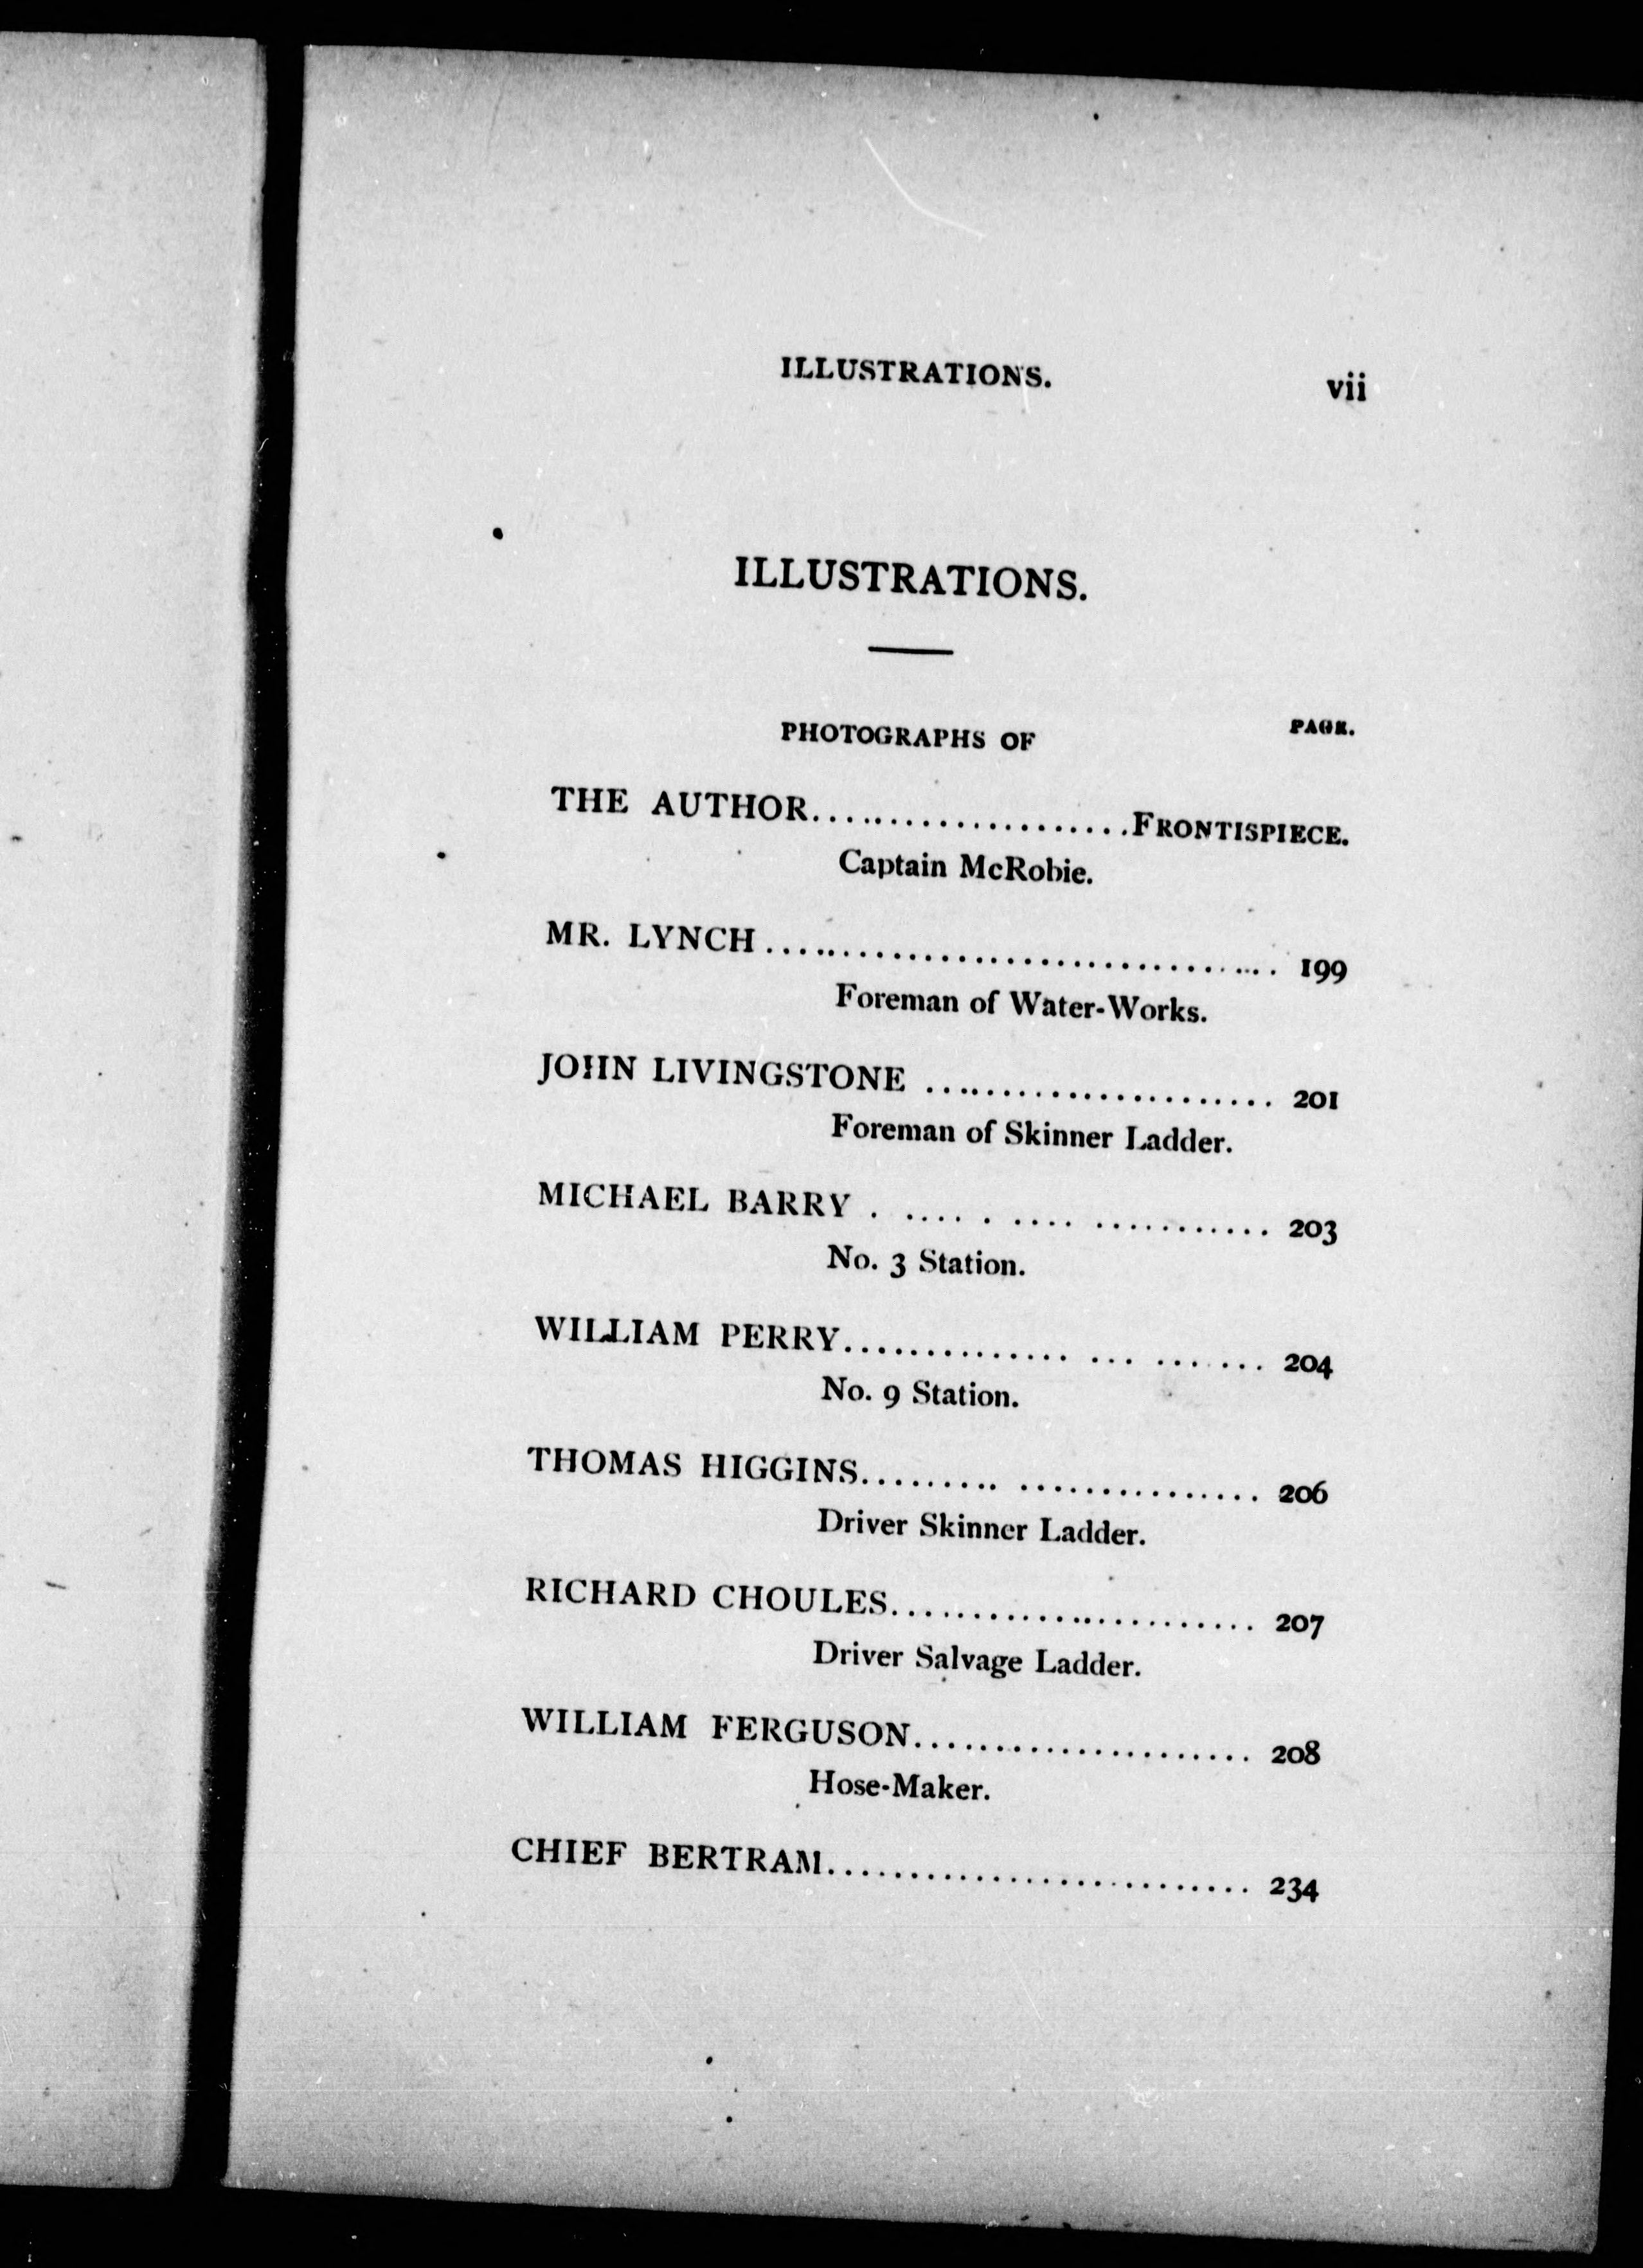 ILLUSTRATIONS. vii
ILLUSTRATIONS.
PHOTOGRAPHS OF PAGE.
THE AUTHOR......................FRONTISPIECE.
Captain McRobie.
MR. LYNCH.................................. 199
Foreman of Water-Works.
JOHN LIVINGSTONE ...................... 201
Foreman of Skinner Ladder.
MICHAEL BARRY . .... . .... ........... 203
No. 3 Station.
WILLIAM PERRY.............. ... ....... 204
No. 9 Station.
THOMAS HIGGINS.......... ............... 206
Driver Skinner Ladder.
RICHARD CHOULES........................ 207
Driver Salvage Ladder.
WILLIAM FERGUSON...................... 208
Hose-Maker.
CHIEF BERTRAM........................... 234